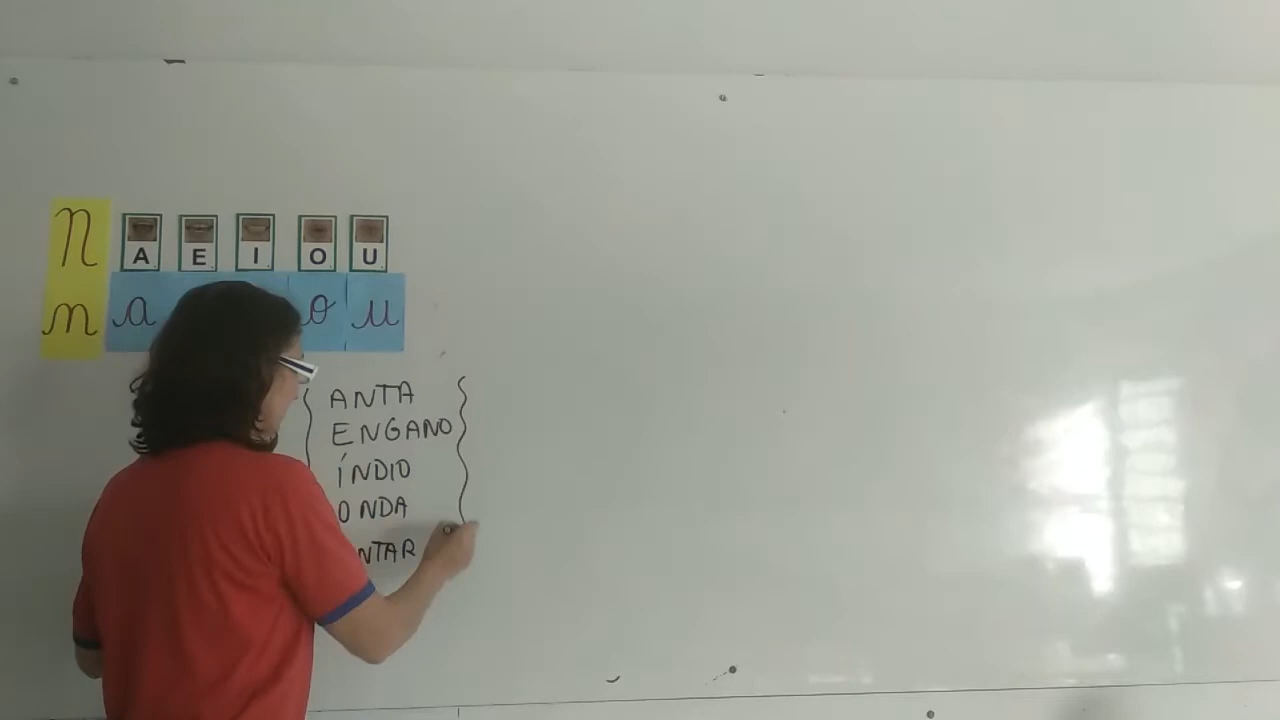 N
A E I O U
n
a o u
ANTA
ENGANO
ÍNDIO
ONDA
NTAR